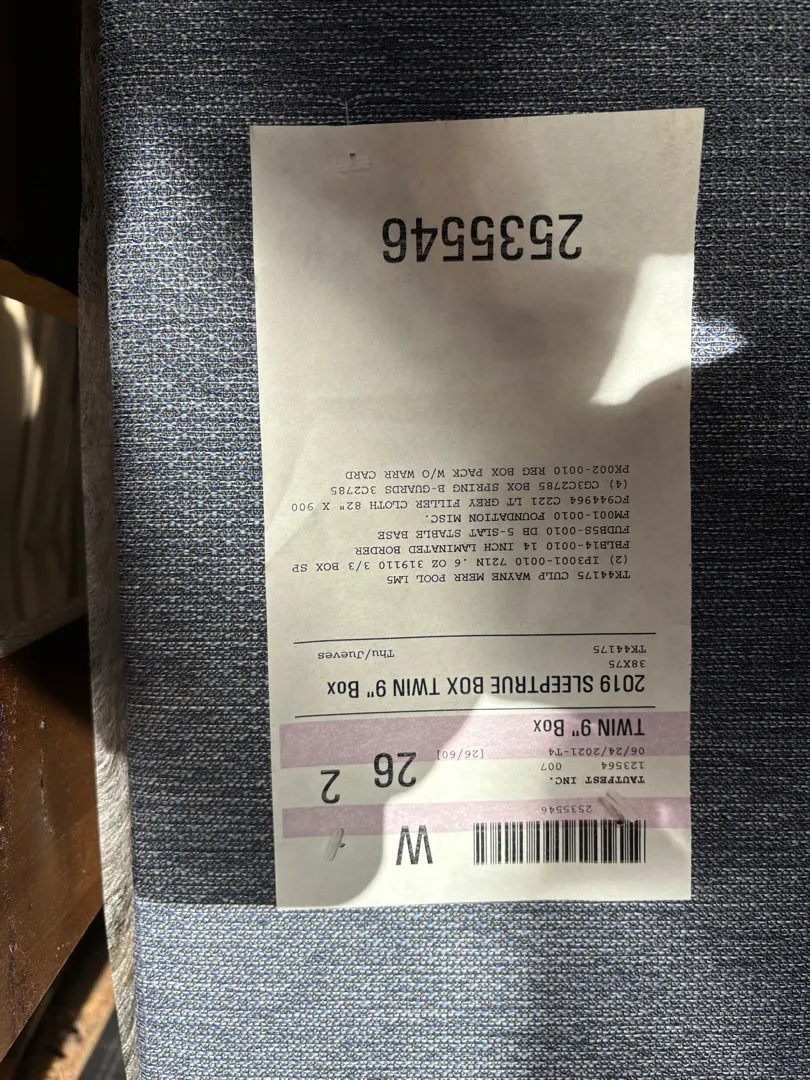 W
2535546
TAUTFEST INC.
123564 007 26 2
06/24/2021-T4 [26/60]
TWIN 9" Box
2019 SLEEPTRUE BOX TWIN 9" Box
38X75
TK44175 Thu/Jueves
TK44175 CULP WAYNE MERR POOL LM5
(2) IP3001-0010 721N .6 OZ 319110 3/3 BOX SP
FBLB14-0010 14 INCH LAMINATED BORDER
FUDB5S-0010 DB 5-SLAT STABLE BASE
FM001-0010 FOUNDATION MISC.
FC944964 C221 LT GREY FILLER CLOTH 82" X 900
(4) CG3C2785 BOX SPRING B-GUARDS 3C2785
PK002-0010 REG BOX PACK W/O WARR CARD
2535546